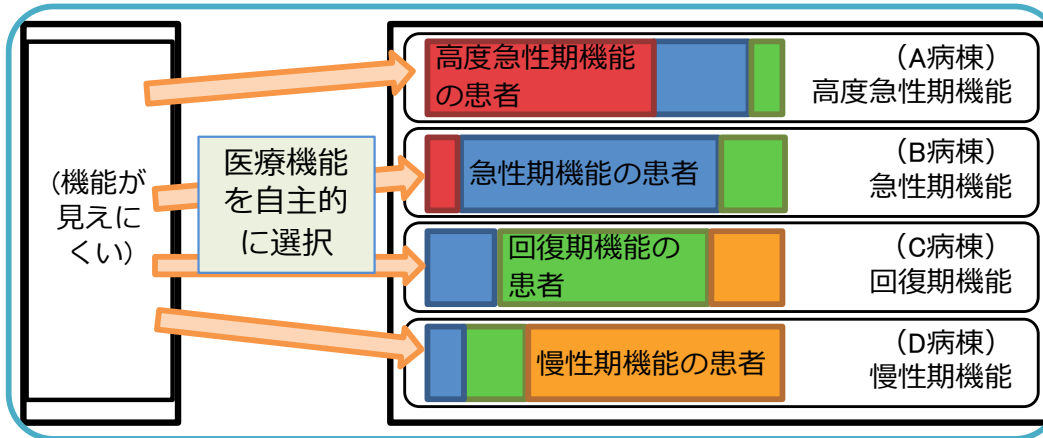 (機能が
見えに
くい)
医療機能
を自主的
に選択
高度急性期機能
の患者
(A病棟)
高度急性期機能
急性期機能の患者
(B病棟)
急性期機能
回復期機能の
患者
(C病棟)
回復期機能
慢性期機能の患者
(D病棟)
慢性期機能